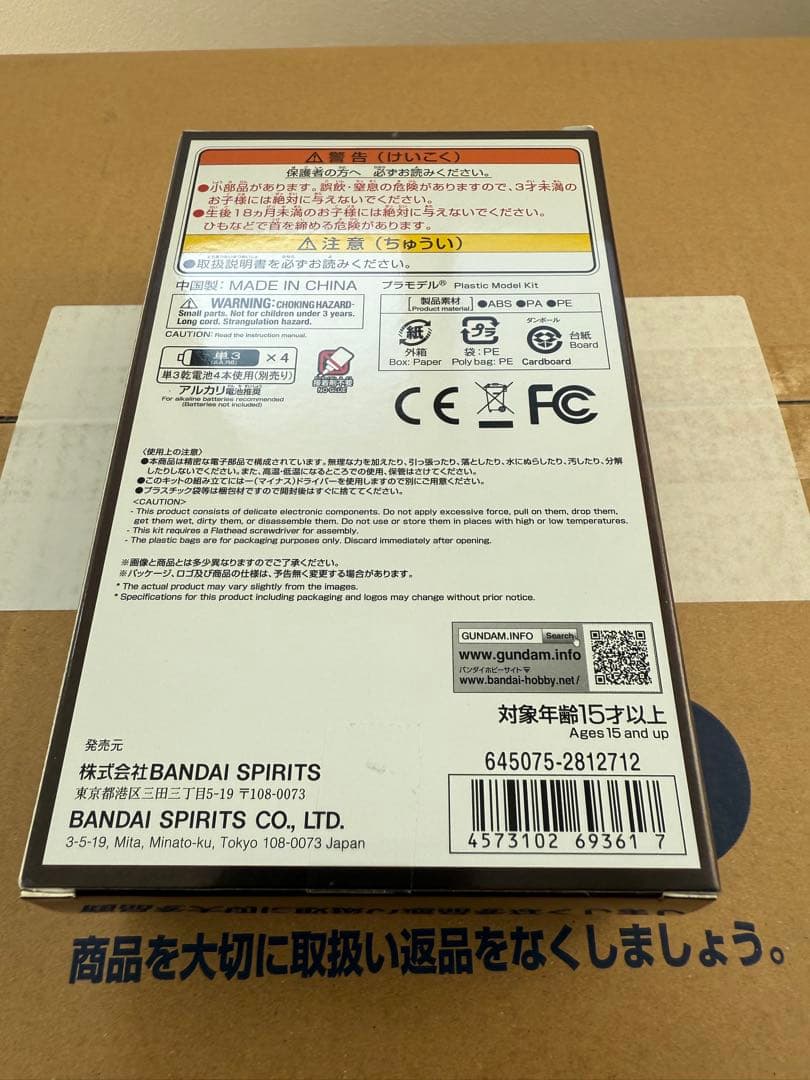 ⚠警告(けいこく)
保護者の方へ 必ずお読みください。
●小部品があります。誤飲・窒息の危険がありますので、3才未満の
お子様には絶対に与えないでください。
●生後18ヵ月未満のお子様には絶対に与えないでください。
ひもなどで首を締める危険があります。
⚠注意(ちゅうい)
●取扱説明書を必ずお読みください。
中国製:MADE IN CHINA
プラモデル® Plastic Model Kit
⚠ WARNING: CHOKING HAZARD-
Small parts. Not for children under 3 years.
Long cord. Strangulation hazard.
CAUTION: Read the instruction manual.
製品素材
Product material
●ABS ●PA ●PE
紙
外箱
Box: Paper
プラ
袋:PE
Poly bag: PE
ダンボール
Cardboard
台紙
Board
単3
×4
単3乾電池4本使用(別売り)
アルカリ電池推奨
For alkaline batteries recommended
(Batteries not included)
接着剤不要
NO GLUE
CE
FC
〈使用上の注意〉
●本商品は精密な電子部品で構成されています。無理な力を加えたり、引っ張ったり、落としたり、水にぬらしたり、汚したり、分解
したりしないでください。また、高温・低温になるところでの使用、保管はさけてください。
●このキットの組み立てには−(マイナス)ドライバーを使用しますので別にご用意ください。
●プラスチック袋等は梱包材ですので開封後はすぐに捨ててください。
<CAUTION>
- This product consists of delicate electronic components. Do not apply excessive force, pull on them, drop them,
get them wet, dirty them, or disassemble them. Do not use or store them in places with high or low temperatures.
- This kit requires a Flathead screwdriver for assembly.
- The plastic bags are for packaging purposes only. Discard immediately after opening.
※画像と商品とは多少異なりますのでご了承ください。
※パッケージ、ロゴ及び商品の仕様は、予告無く変更する場合があります。
* The actual product may vary slightly from the images.
* Specifications for this product including packaging and logos may change without prior notice.
GUNDAM.INFO Search
www.gundam.info
バンダイホビーサイト▽
www.bandai-hobby.net/
対象年齢15才以上
Ages 15 and up
発売元
株式会社BANDAI SPIRITS
東京都港区三田三丁目5-19 〒108-0073
BANDAI SPIRITS CO., LTD.
3-5-19, Mita, Minato-ku, Tokyo 108-0073 Japan
645075-2812712
4573102 69361 7
商品を大切に取扱い返品をなくしましょう。